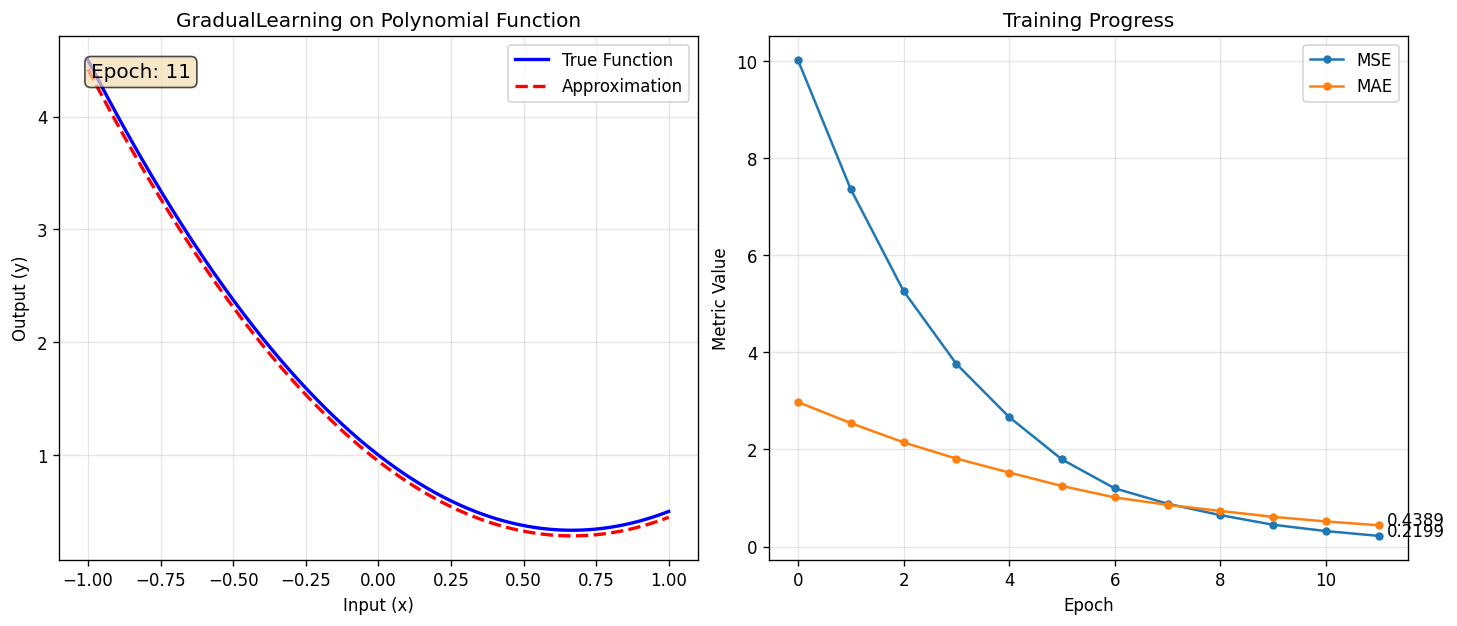 GradualLearning on Polynomial Function
Epoch: 11
True Function
Approximation
4
3
2
1
Output (y)
−1.00 −0.75 −0.50 −0.25 0.00 0.25 0.50 0.75 1.00
Input (x)
Training Progress
MSE
MAE
10
8
6
4
2
0
Metric Value
0.4389
0.2199
0 2 4 6 8 10
Epoch